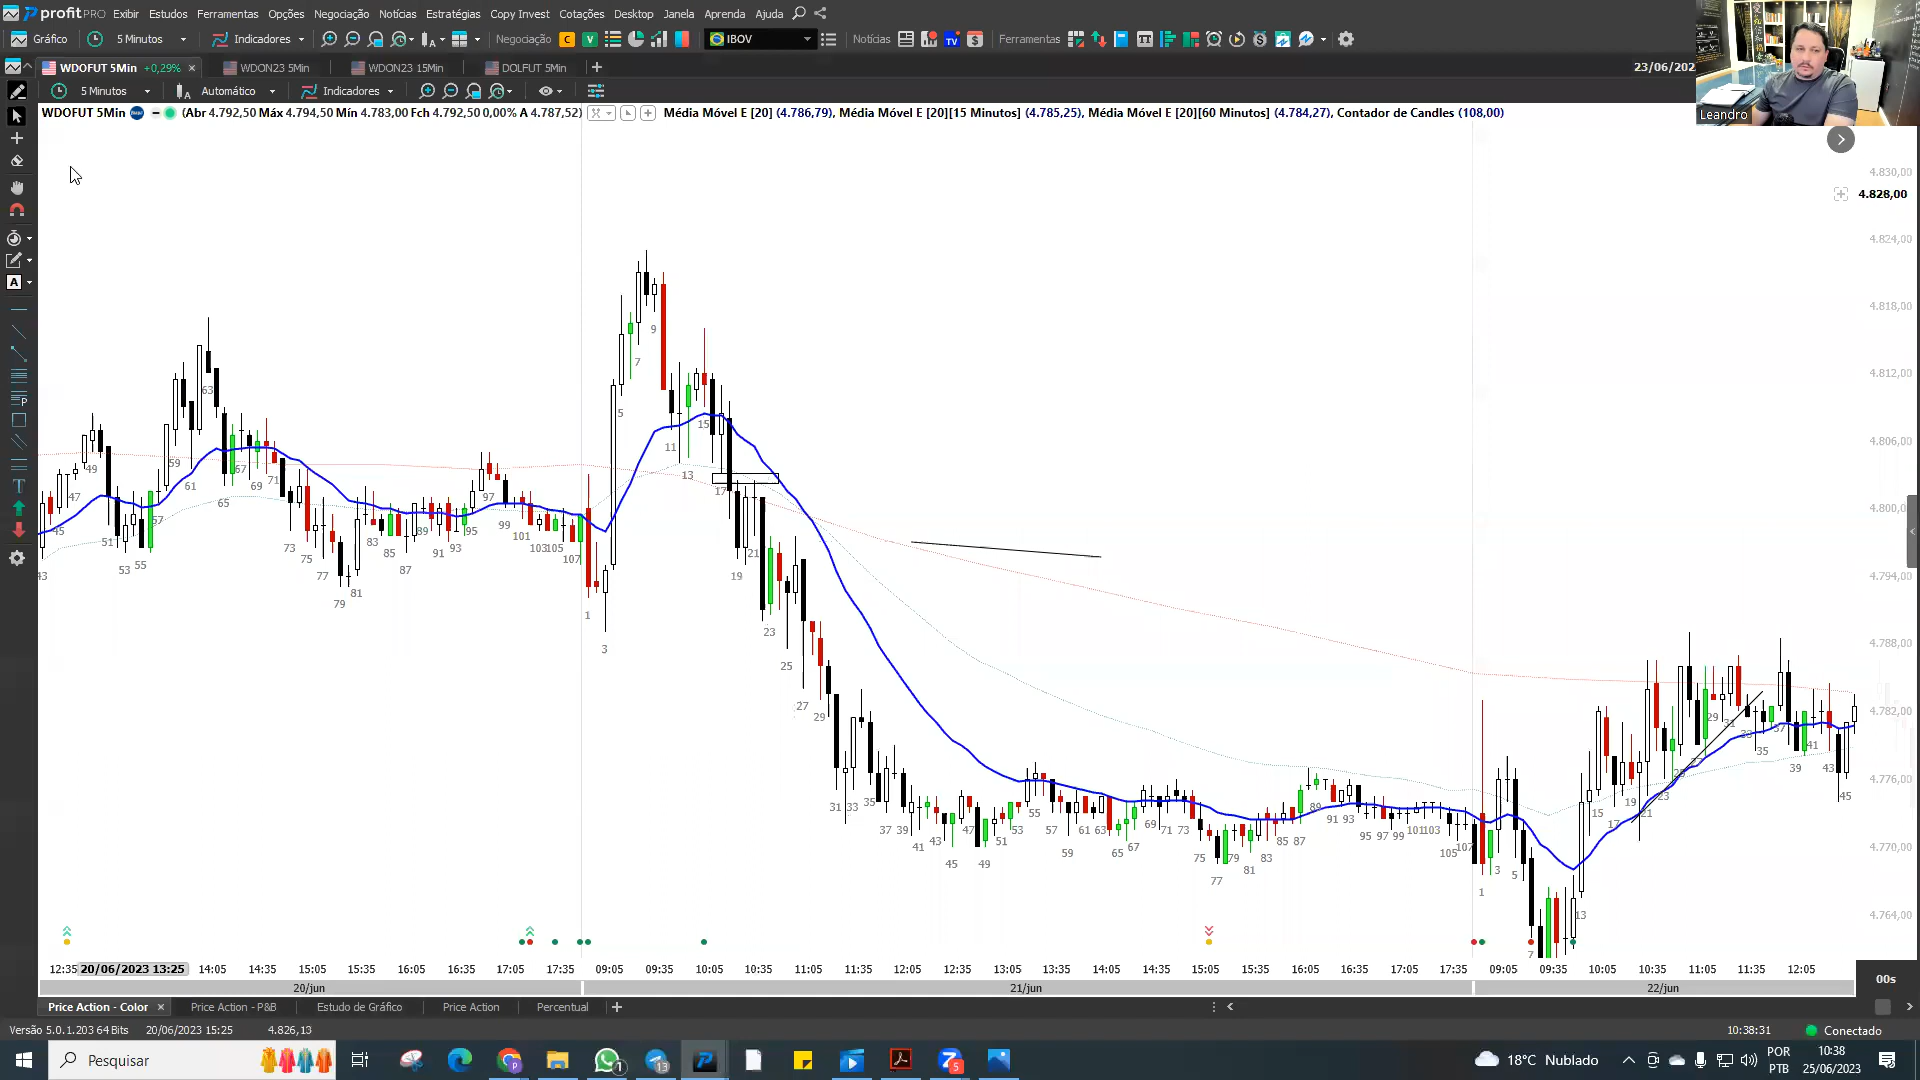 profitPRO Exibir Estudos Ferramentas Opções Negociação Notícias Estratégias Copy Invest Cotações Desktop Janela Aprenda Ajuda
Gráfico 5 Minutos Indicadores Negociação C V IBOV Notícias TV Ferramentas
WDOFUT 5Min +0,29% × WDON23 5Min WDON23 15Min DOLFUT 5Min + 23/06/202
5 Minutos Automático Indicadores
WDOFUT 5Min (Abr 4.792,50 Máx 4.794,50 Mín 4.783,00 Fch 4.792,50 0,00% A 4.787,52) Média Móvel E [20] (4.786,79), Média Móvel E [20][15 Minutos] (4.785,25), Média Móvel E [20][60 Minutos] (4.784,27), Contador de Candles (108,00)
Leandro
4.830,00
4.828,00
4.824,00
4.818,00
4.812,00
4.806,00
4.800,00
4.794,00
4.788,00
4.782,00
4.776,00
4.770,00
4.764,00
12:35 20/06/2023 13:25 14:05 14:35 15:05 15:35 16:05 16:35 17:05 17:35 09:05 09:35 10:05 10:35 11:05 11:35 12:05 12:35 13:05 13:35 14:05 14:35 15:05 15:35 16:05 16:35 17:05 17:35 09:05 09:35 10:05 10:35 11:05 11:35 12:05
00s
20/jun 21/jun 22/jun
Price Action - Color × Price Action - P&B Estudo de Gráfico Price Action Percentual +
Versão 5.0.1.203 64 Bits 20/06/2023 15:25 4.826,13 10:38:31 Conectado
Pesquisar 18°C Nublado POR 10:38
PTB 25/06/2023